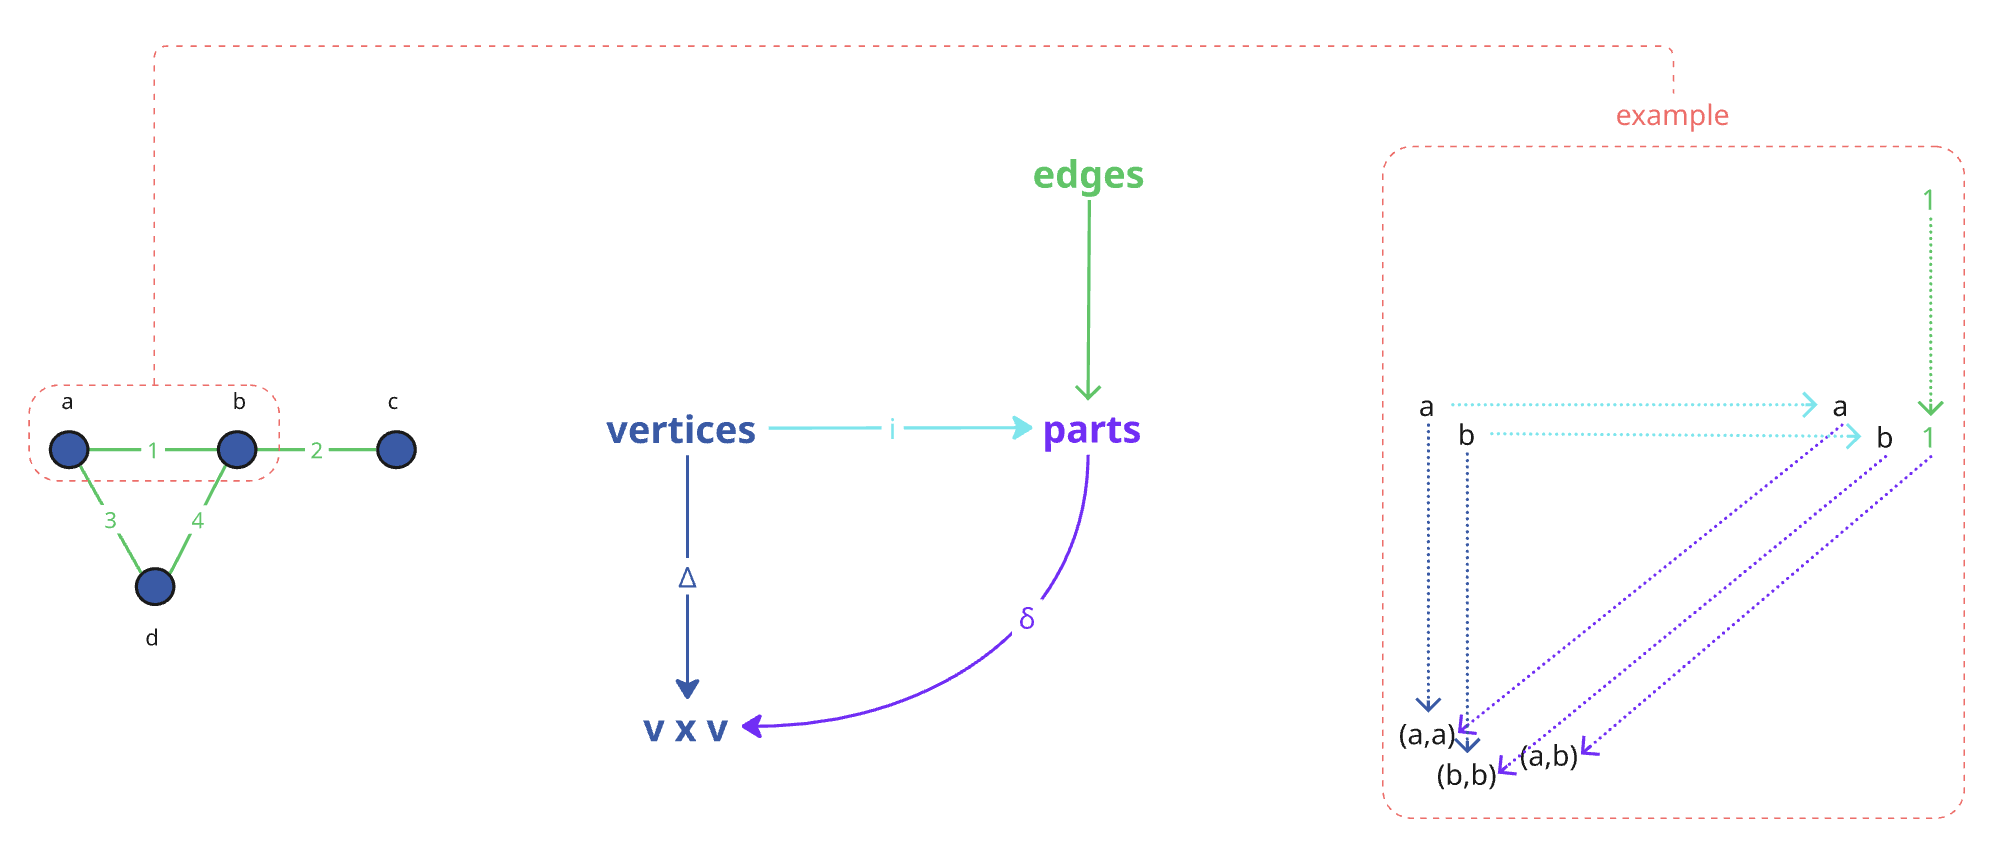 example
edges
1
a b c
1 2
3 4
d
vertices i parts
Δ
δ
v x v
a a
b b 1
(a,a)
(b,b) (a,b)